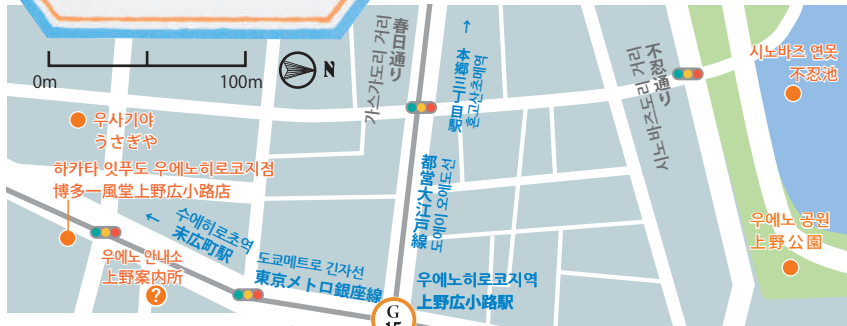 0m
100m
N
우사기야
うさぎや
하카타 잇푸도 우에노히로코지점
博多一風堂上野広小路店
우에노 안내소
上野案内所
?
←
수에히로초역
末広町駅
도쿄메트로 긴자선
東京メトロ銀座線
가스가도리 거리
春日通り
→
本郷三丁目駅
혼고산초메역
都営大江戸線
도에이 오에도선
우에노히로코지역
上野広小路駅
G
15
시노바즈도리 거리
不忍通り
시노바즈 연못
不忍池
우에노 공원
上野公園